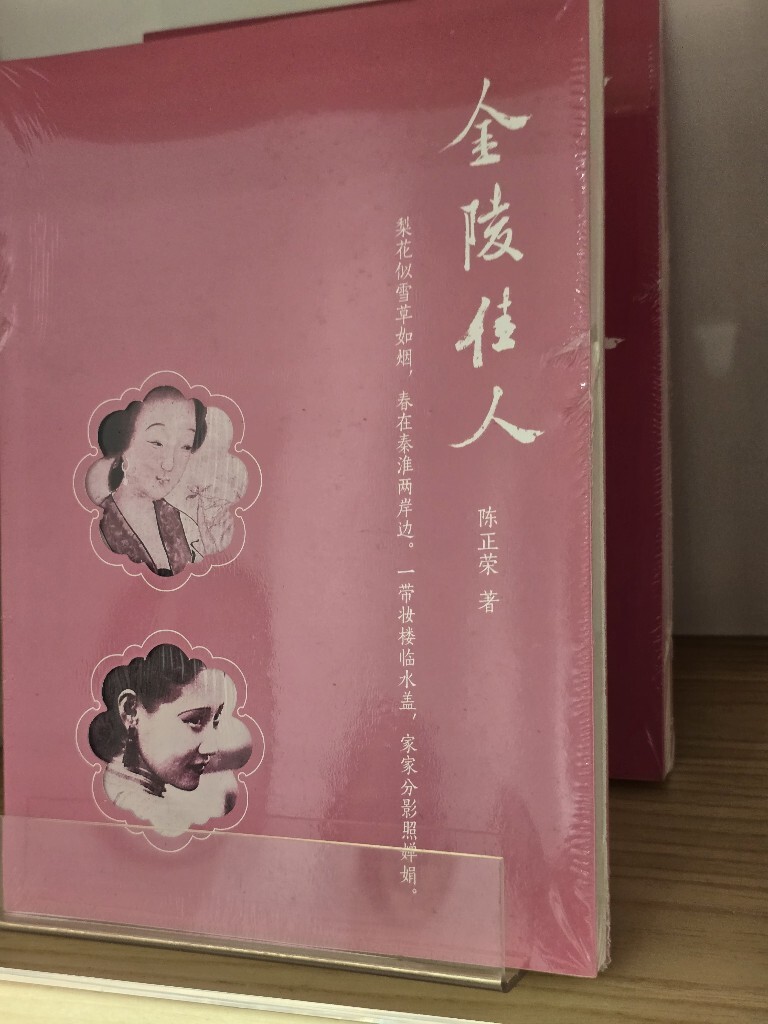 金陵佳人
陈正荣 著
梨花似雪草如烟，春在秦淮两岸边。一带妆楼临水盖，家家分影照婵娟。